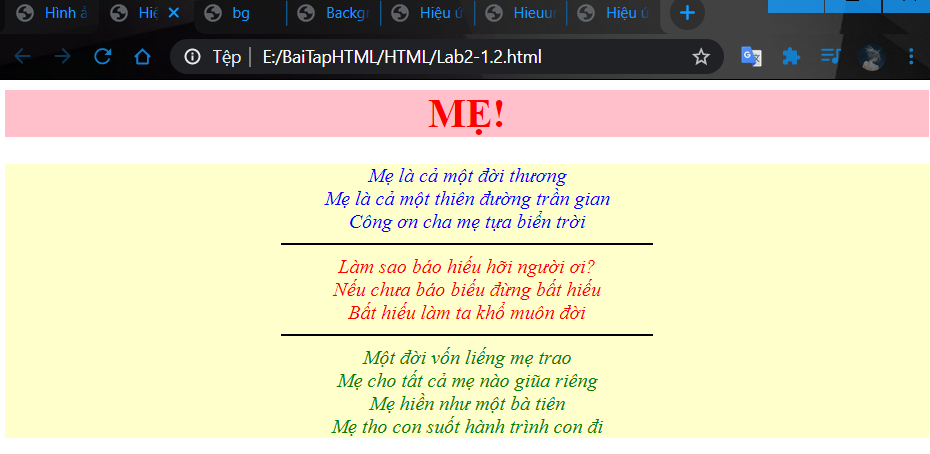 Hình ả
Hiệ
bg
Backgr
Hiệu ứ
Hieuur
Hiệu ứ
Tệp | E:/BaiTapHTML/HTML/Lab2-1.2.html
MẸ!
Mẹ là cả một đời thương
Mẹ là cả một thiên đường trần gian
Công ơn cha mẹ tựa biển trời
Làm sao báo hiếu hỡi người ơi?
Nếu chưa báo biếu đừng bất hiếu
Bất hiếu làm ta khổ muôn đời
Một đời vốn liếng mẹ trao
Mẹ cho tất cả mẹ nào giũa riêng
Mẹ hiền như một bà tiên
Mẹ tho con suốt hành trình con đi